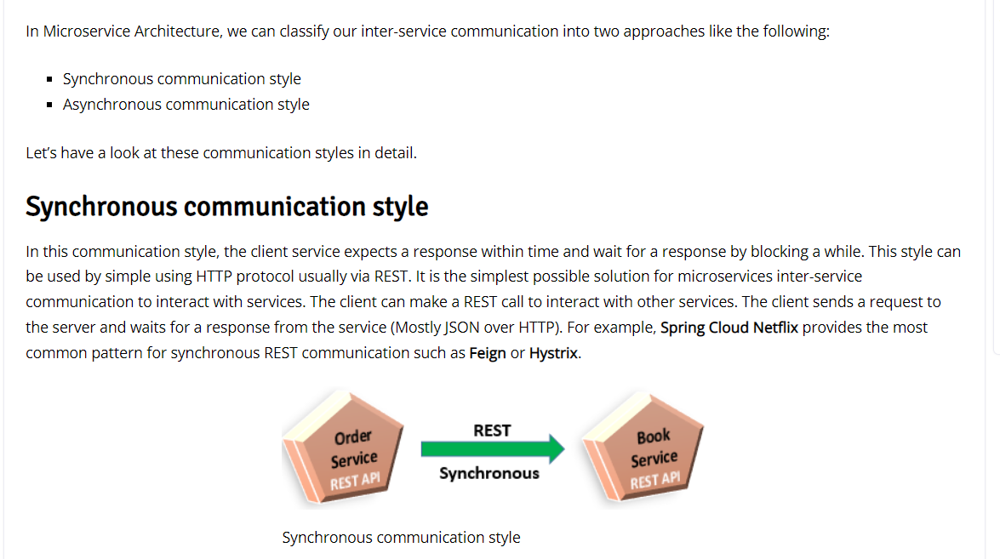 In Microservice Architecture, we can classify our inter-service communication into two approaches like the following:
▪ Synchronous communication style
▪ Asynchronous communication style
Let’s have a look at these communication styles in detail.
Synchronous communication style
In this communication style, the client service expects a response within time and wait for a response by blocking a while. This style can
be used by simple using HTTP protocol usually via REST. It is the simplest possible solution for microservices inter-service
communication to interact with services. The client can make a REST call to interact with other services. The client sends a request to
the server and waits for a response from the service (Mostly JSON over HTTP). For example, Spring Cloud Netflix provides the most
common pattern for synchronous REST communication such as Feign or Hystrix.
Order
Service
REST API
REST
Synchronous
Book
Service
REST API
Synchronous communication style